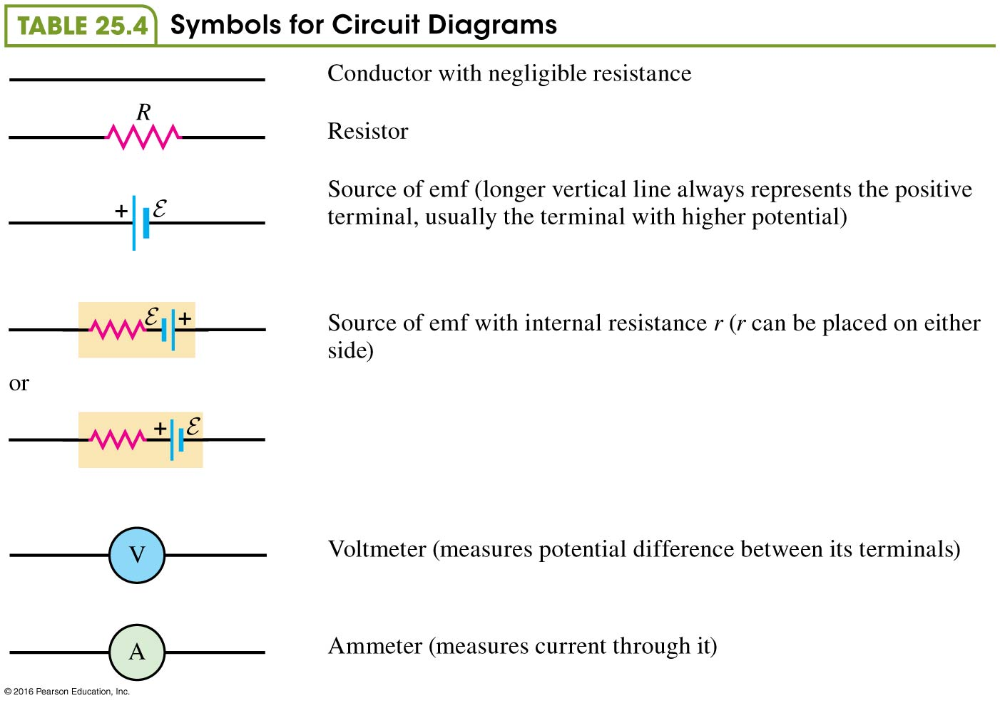 TABLE 25.4 Symbols for Circuit Diagrams
Conductor with negligible resistance
R
Resistor
Source of emf (longer vertical line always represents the positive
terminal, usually the terminal with higher potential)
+ ℰ
ℰ +
Source of emf with internal resistance r (r can be placed on either
side)
or
+ ℰ
V
Voltmeter (measures potential difference between its terminals)
A
Ammeter (measures current through it)
© 2016 Pearson Education, Inc.